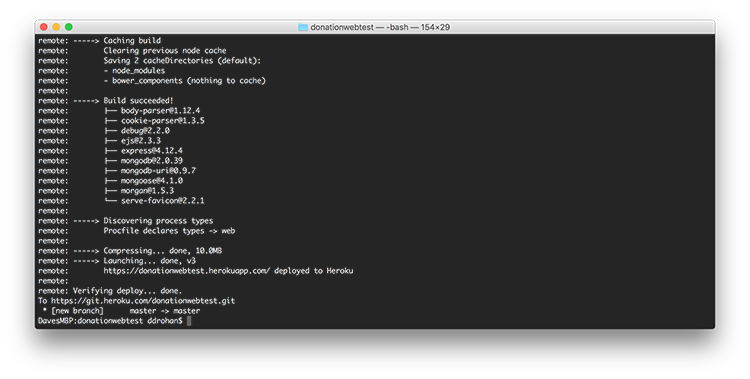 donationwebtest — -bash — 154×29
remote: -----> Caching build
remote:        Clearing previous node cache
remote:        Saving 2 cacheDirectories (default):
remote:        - node_modules
remote:        - bower_components (nothing to cache)
remote:
remote: -----> Build succeeded!
remote:        ├── body-parser@1.12.4
remote:        ├── cookie-parser@1.3.5
remote:        ├── debug@2.2.0
remote:        ├── ejs@2.3.3
remote:        ├── express@4.12.4
remote:        ├── mongodb@2.0.39
remote:        ├── mongodb-uri@0.9.7
remote:        ├── mongoose@4.1.0
remote:        ├── morgan@1.5.3
remote:        └── serve-favicon@2.2.1
remote:
remote: -----> Discovering process types
remote:        Procfile declares types -> web
remote:
remote: -----> Compressing... done, 10.0MB
remote: -----> Launching... done, v3
remote:        https://donationwebtest.herokuapp.com/ deployed to Heroku
remote:
remote: Verifying deploy... done.
To https://git.heroku.com/donationwebtest.git
 * [new branch]      master -> master
DavesMBP:donationwebtest ddrohan$